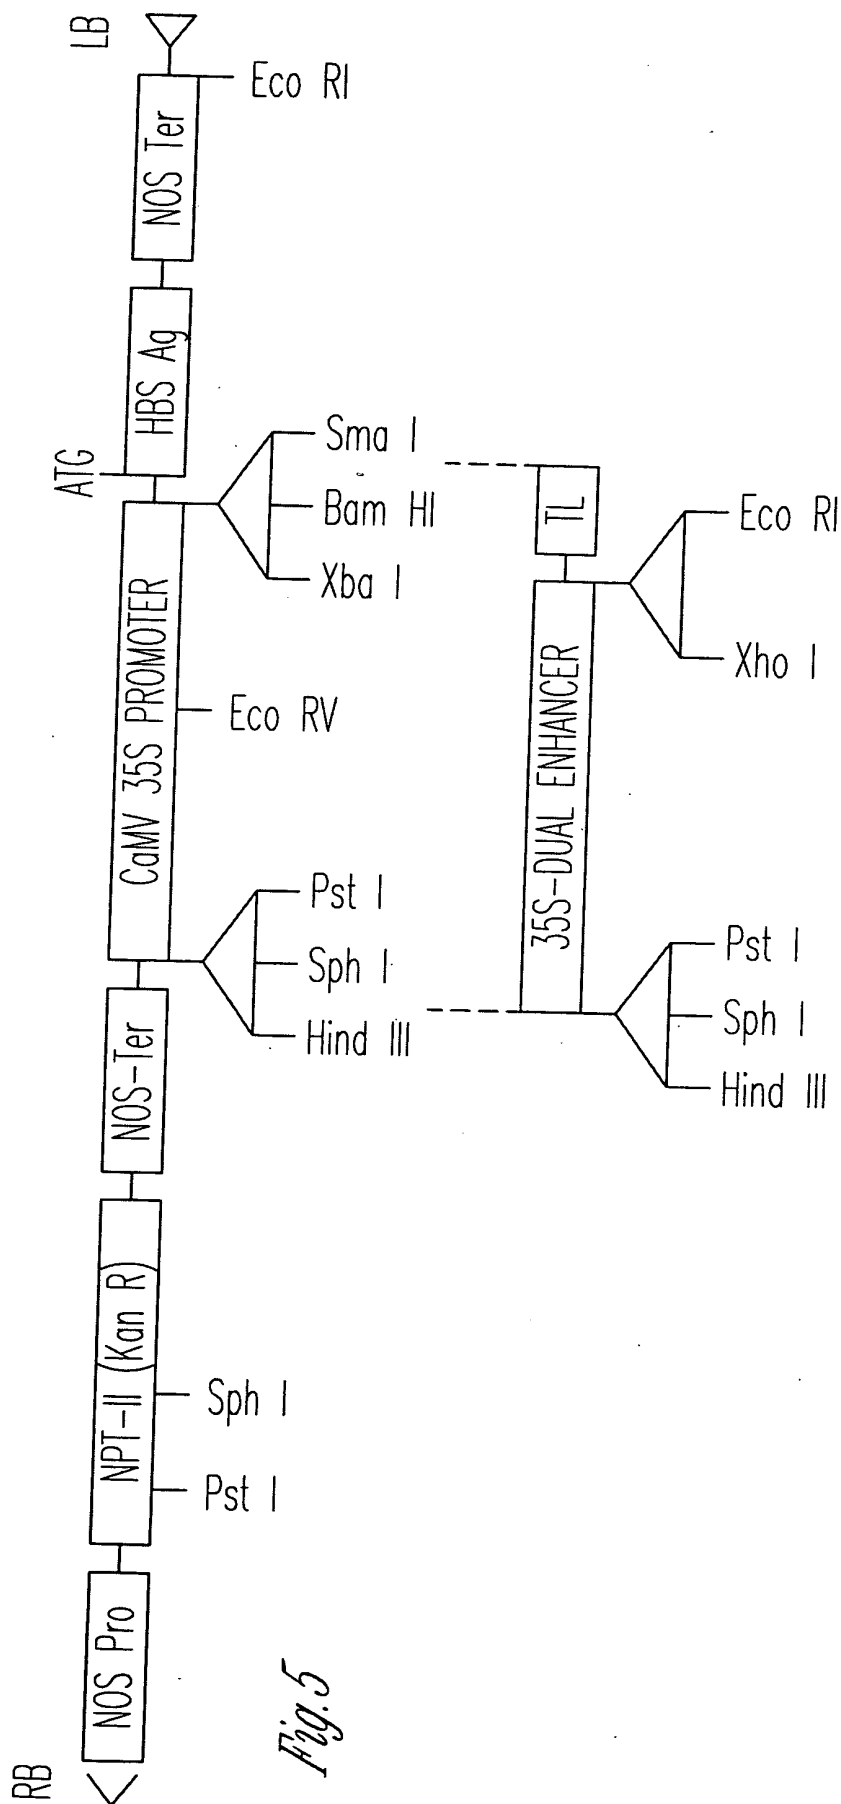 RB
NOS Pro
NPT-II (Kan R)
Pst I
Sph I
NOS-Ter
CaMV 35S PROMOTER
Hind III
Sph I
Pst I
Eco RV
Xba I
Bam HI
Sma I
ATG
HBS Ag
NOS Ter
Eco RI
LB
35S-DUAL ENHANCER
TL
Hind III
Sph I
Pst I
Xho I
Eco RI
Fig.5